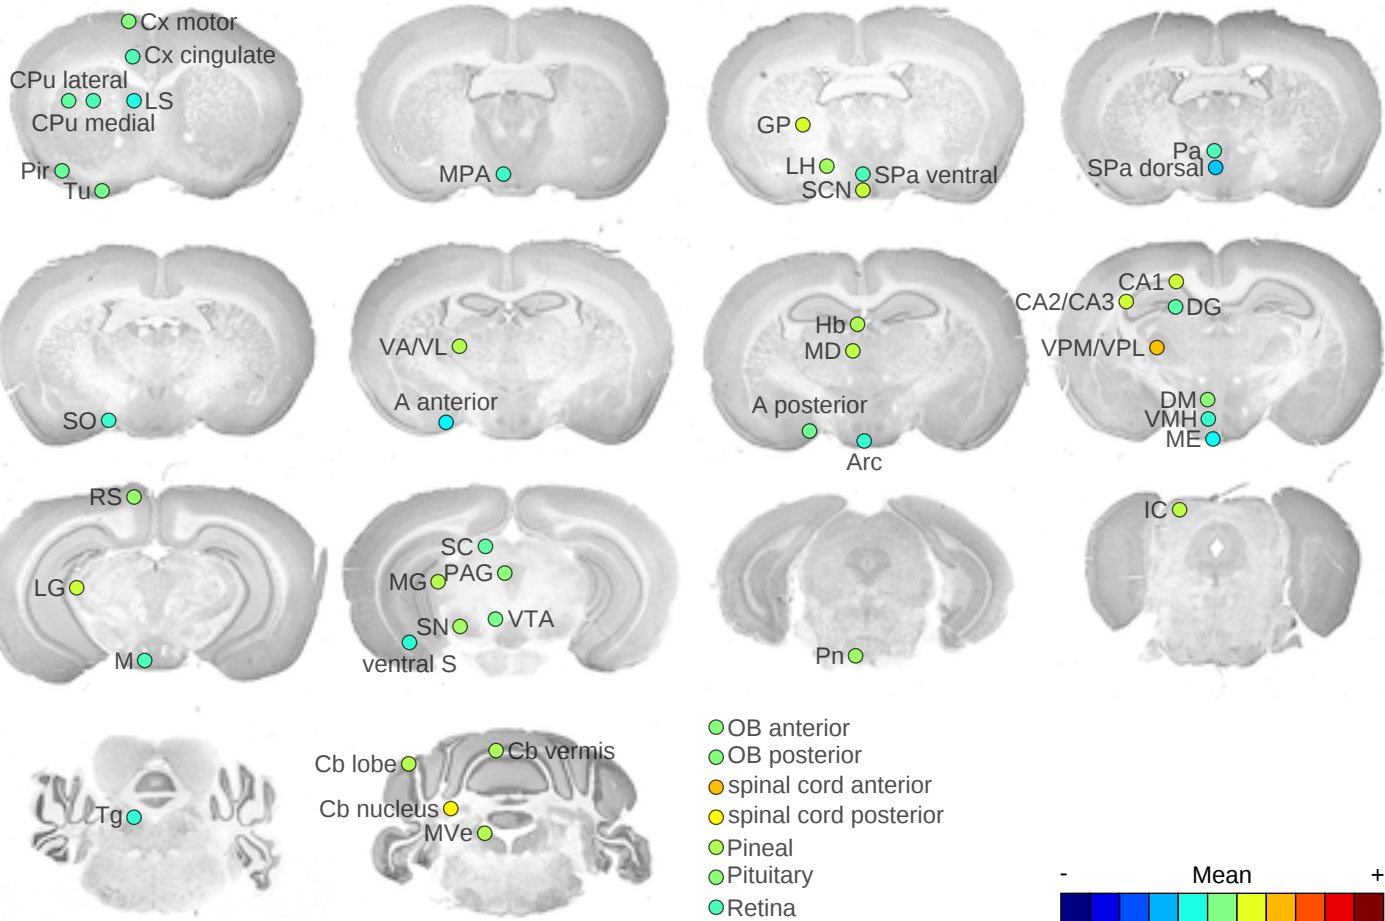 Cx motor
Cx cingulate
CPu lateral
LS
CPu medial
Pir
Tu
MPA
GP
LH
SPa ventral
SCN
Pa
SPa dorsal
SO
VA/VL
A anterior
Hb
MD
A posterior
Arc
CA1
CA2/CA3
DG
VPM/VPL
DM
VMH
ME
RS
LG
M
SC
MG
PAG
SN
VTA
ventral S
Pn
IC
Tg
Cb lobe
Cb vermis
Cb nucleus
MVe
OB anterior
OB posterior
spinal cord anterior
spinal cord posterior
Pineal
Pituitary
Retina
- Mean +